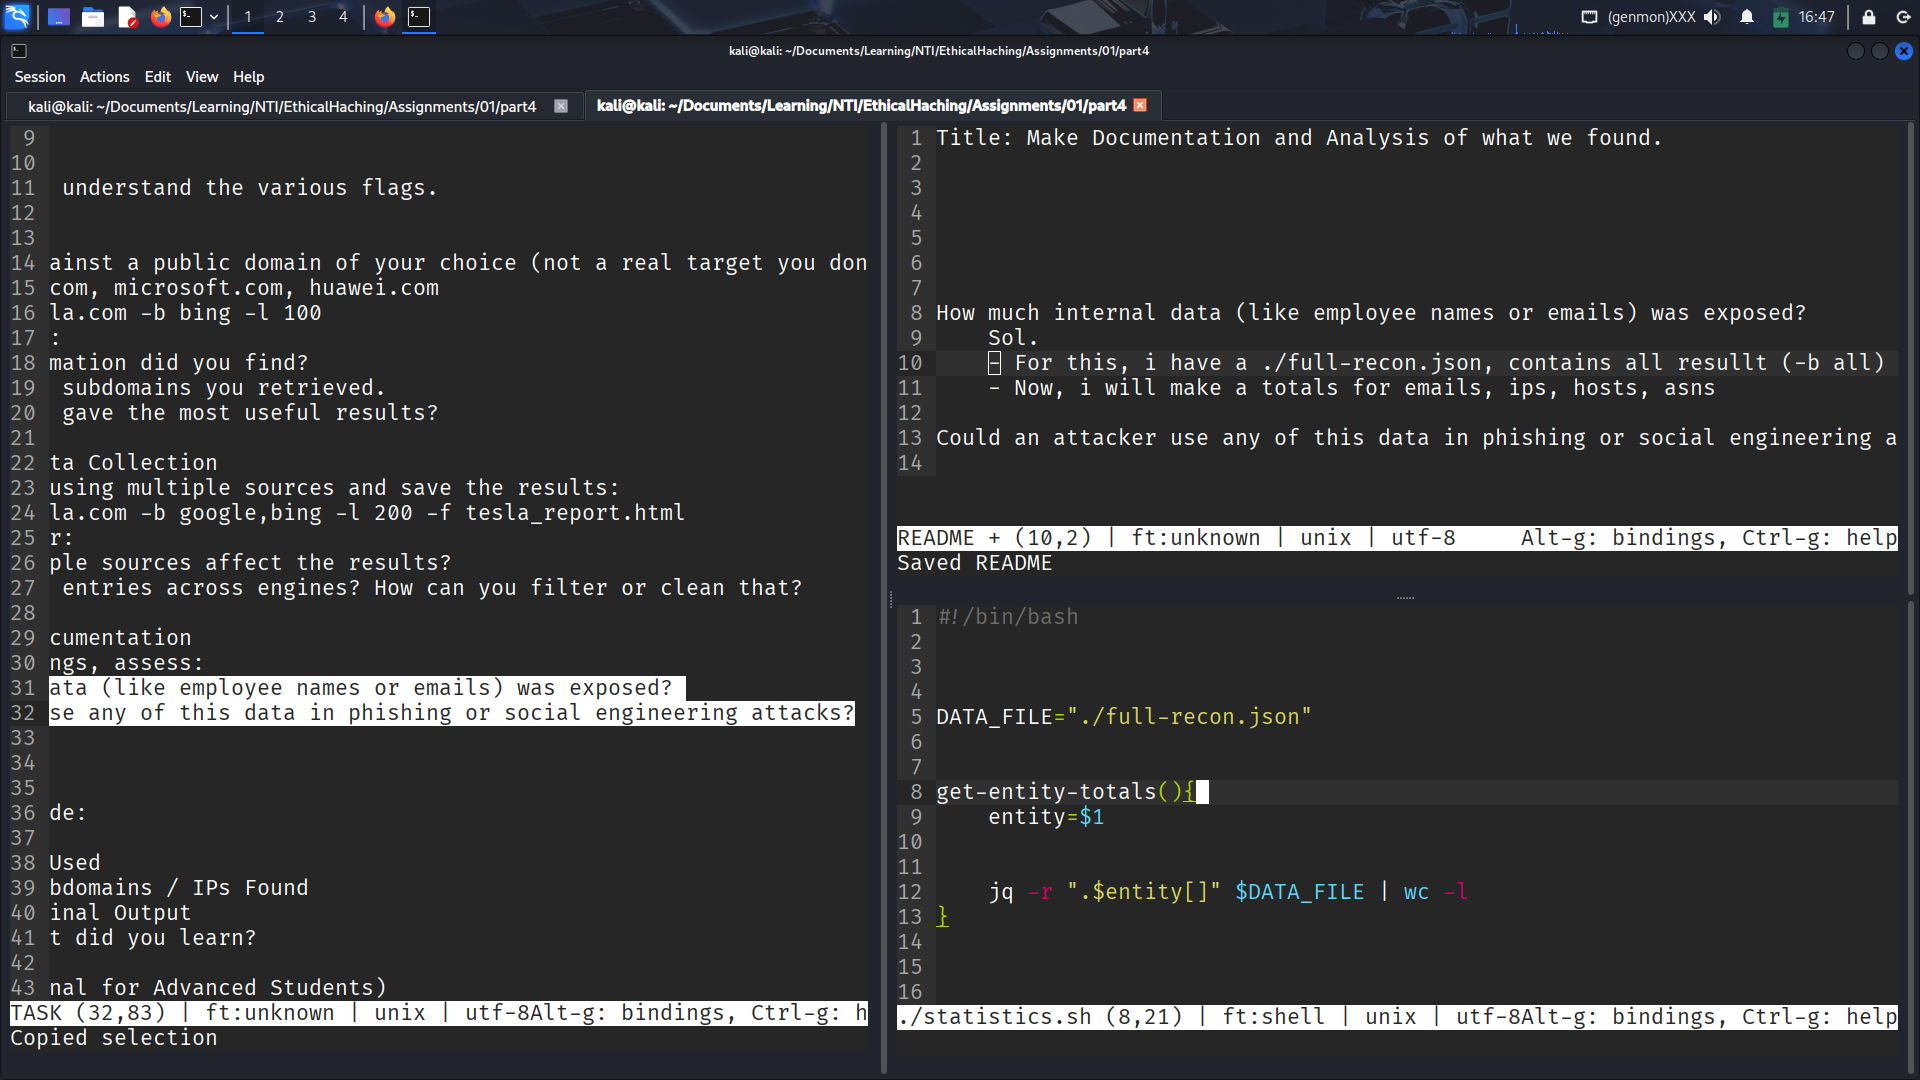 1 2 3 4
(genmon)XXX 16:47
kali@kali: ~/Documents/Learning/NTI/EthicalHaching/Assignments/01/part4
Session Actions Edit View Help
kali@kali: ~/Documents/Learning/NTI/EthicalHaching/Assignments/01/part4
kali@kali: ~/Documents/Learning/NTI/EthicalHaching/Assignments/01/part4
9
10
11 understand the various flags.
12
13
14 ainst a public domain of your choice (not a real target you don
15 com, microsoft.com, huawei.com
16 la.com -b bing -l 100
17 :
18 mation did you find?
19 subdomains you retrieved.
20 gave the most useful results?
21
22 ta Collection
23 using multiple sources and save the results:
24 la.com -b google,bing -l 200 -f tesla_report.html
25 r:
26 ple sources affect the results?
27 entries across engines? How can you filter or clean that?
28
29 cumentation
30 ngs, assess:
31 ata (like employee names or emails) was exposed?
32 se any of this data in phishing or social engineering attacks?
33
34
35
36 de:
37
38 Used
39 bdomains / IPs Found
40 inal Output
41 t did you learn?
42
43 nal for Advanced Students)
TASK (32,83) | ft:unknown | unix | utf-8Alt-g: bindings, Ctrl-g: h
Copied selection
1 Title: Make Documentation and Analysis of what we found.
2
3
4
5
6
7
8 How much internal data (like employee names or emails) was exposed?
9 Sol.
10 - For this, i have a ./full-recon.json, contains all resullt (-b all)
11 - Now, i will make a totals for emails, ips, hosts, asns
12
13 Could an attacker use any of this data in phishing or social engineering a
14
README + (10,2) | ft:unknown | unix | utf-8 Alt-g: bindings, Ctrl-g: help
Saved README
1 #!/bin/bash
2
3
4
5 DATA_FILE="./full-recon.json"
6
7
8 get-entity-totals(){
9 entity=$1
10
11
12 jq -r ".$entity[]" $DATA_FILE | wc -l
13 }
14
15
16
./statistics.sh (8,21) | ft:shell | unix | utf-8Alt-g: bindings, Ctrl-g: help